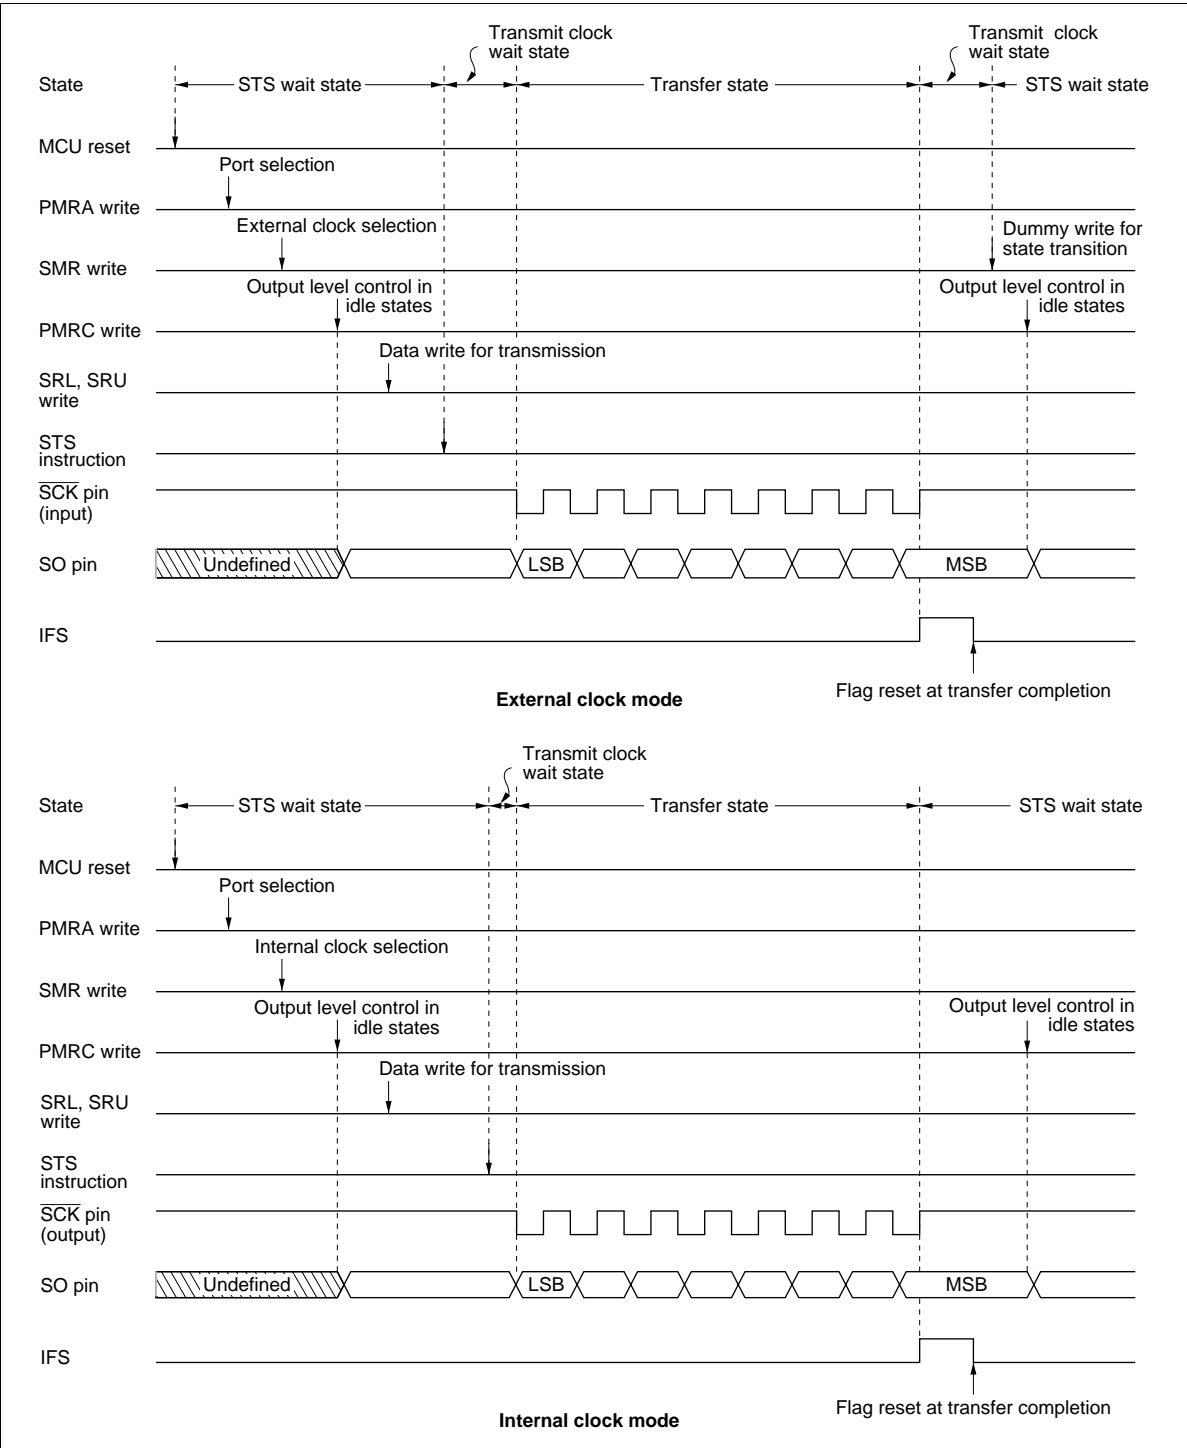 Transmit clock
wait state
Transmit clock
wait state
State
STS wait state
Transfer state
STS wait state
MCU reset
Port selection
PMRA write
External clock selection
Dummy write for
state transition
SMR write
Output level control in
idle states
Output level control in
idle states
PMRC write
Data write for transmission
SRL, SRU
write
STS
instruction
SCK pin
(input)
SO pin
Undefined
LSB
MSB
IFS
Flag reset at transfer completion
External clock mode
Transmit clock
wait state
State
STS wait state
Transfer state
STS wait state
MCU reset
Port selection
PMRA write
Internal clock selection
SMR write
Output level control in
idle states
Output level control in
idle states
PMRC write
Data write for transmission
SRL, SRU
write
STS
instruction
SCK pin
(output)
SO pin
Undefined
LSB
MSB
IFS
Flag reset at transfer completion
Internal clock mode